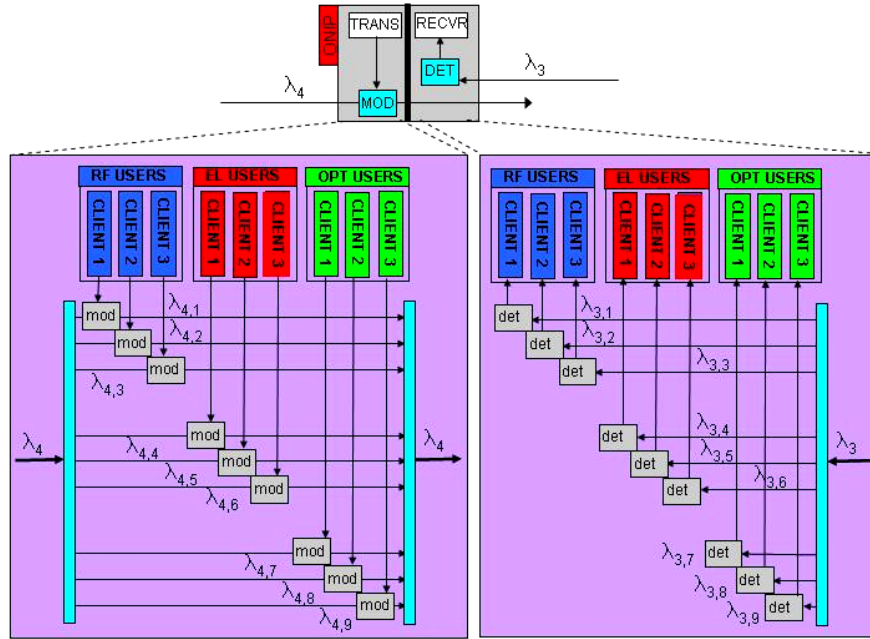 ONIP
TRANS
RECVR
DET
MOD
λ4
λ3
RF USERS
EL USERS
OPT USERS
CLIENT 1
CLIENT 2
CLIENT 3
CLIENT 1
CLIENT 2
CLIENT 3
CLIENT 1
CLIENT 2
CLIENT 3
mod
λ4,1
mod
λ4,2
mod
λ4,3
λ4
mod
λ4,4
mod
λ4,5
mod
λ4,6
λ4
mod
λ4,7
mod
λ4,8
mod
λ4,9
RF USERS
EL USERS
OPT USERS
CLIENT 1
CLIENT 2
CLIENT 3
CLIENT 1
CLIENT 2
CLIENT 3
CLIENT 1
CLIENT 2
CLIENT 3
det
λ3,1
det
λ3,2
det
λ3,3
det
λ3,4
det
λ3,5
det
λ3,6
λ3
λ3,7
det
λ3,8
det
λ3,9
det